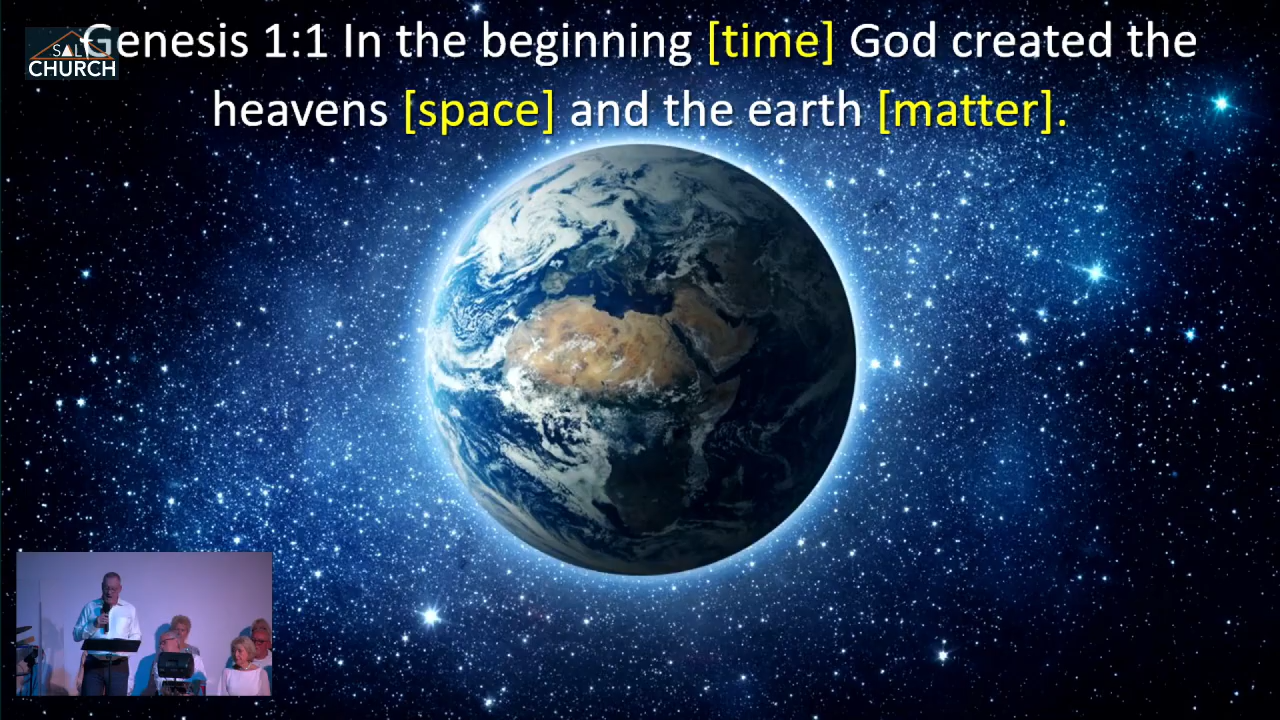 Genesis 1:1 In the beginning [time] God created the
heavens [space] and the earth [matter].
SALT
CHURCH